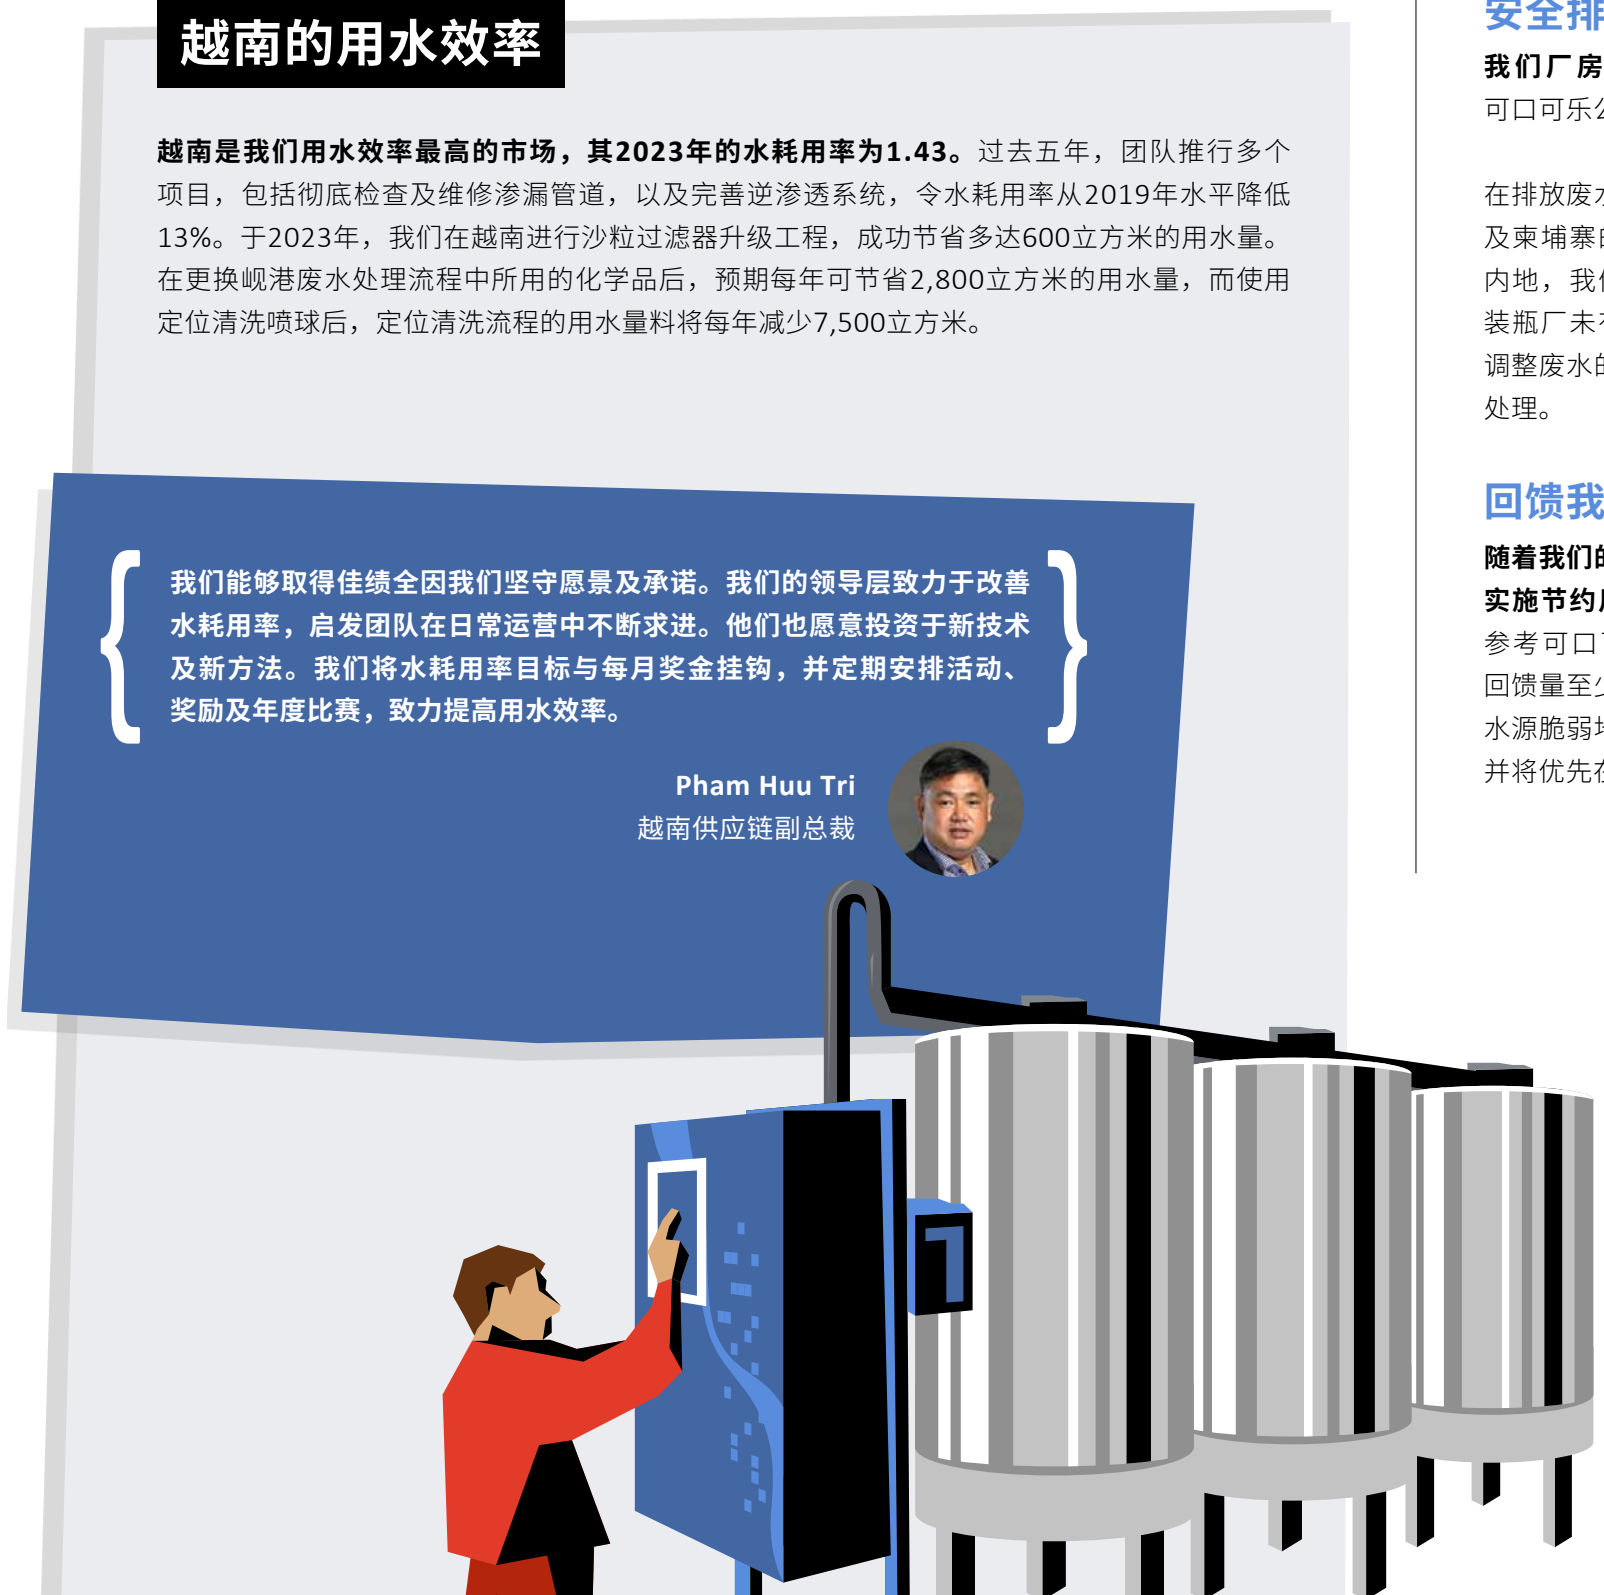 越南的用水效率
越南是我们用水效率最高的市场，其2023年的水耗用率为1.43。过去五年，团队推行多个
项目，包括彻底检查及维修渗漏管道，以及完善逆渗透系统，令水耗用率从2019年水平降低
13%。于2023年，我们在越南进行沙粒过滤器升级工程，成功节省多达600立方米的用水量。
在更换岘港废水处理流程中所用的化学品后，预期每年可节省2,800立方米的用水量，而使用
定位清洗喷球后，定位清洗流程的用水量料将每年减少7,500立方米。
我们能够取得佳绩全因我们坚守愿景及承诺。我们的领导层致力于改善
水耗用率，启发团队在日常运营中不断求进。他们也愿意投资于新技术
及新方法。我们将水耗用率目标与每月奖金挂钩，并定期安排活动、
奖励及年度比赛，致力提高用水效率。
Pham Huu Tri
越南供应链副总裁
1
安全排
我们厂房
可口可乐
在排放废水
及柬埔寨
内地，我
装瓶厂未
调整废水
处理。
回馈我
随着我们
实施节约
参考可口
回馈量至少
水源脆弱
并将优先